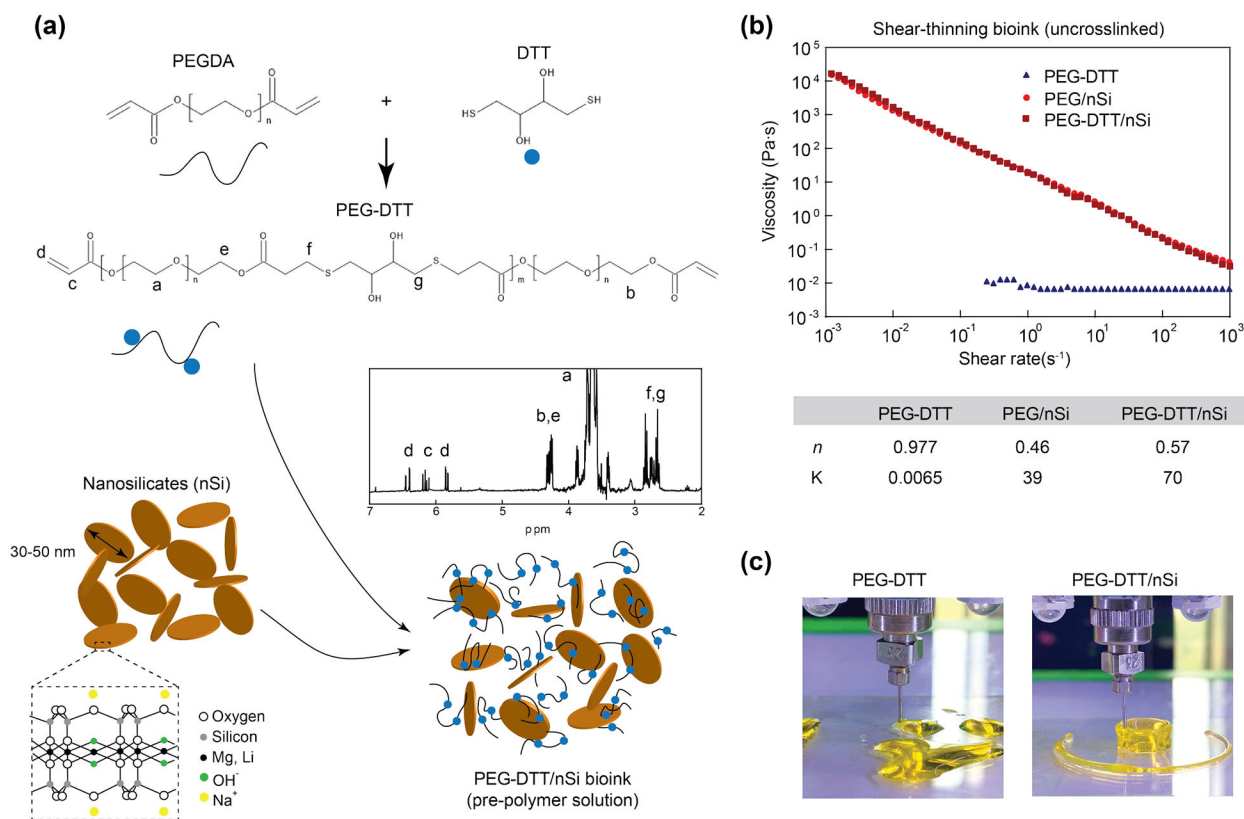 (a)
PEGDA
DTT
O
O
O
O
n
+
HS
OH
SH
OH
PEG-DTT
d
O
c
O
a
O
n
e
O
O
f
S
OH
OH
S
g
O
m
O
O
n
b
O
O
a
b,e
f,g
d
c
d
7
6
5
4
3
2
ppm
Nanosilicates (nSi)
30-50 nm
Oxygen
Silicon
Mg, Li
OH-
Na+
PEG-DTT/nSi bioink
(pre-polymer solution)
(b)
Shear-thinning bioink (uncrosslinked)
Viscosity (Pa·s)
10⁵
10⁴
10³
10²
10¹
10⁰
10⁻¹
10⁻²
10⁻³
PEG-DTT
PEG/nSi
PEG-DTT/nSi
10⁻³ 10⁻² 10⁻¹ 10⁰ 10¹ 10² 10³
Shear rate(s⁻¹)
PEG-DTT PEG/nSi PEG-DTT/nSi
n 0.977 0.46 0.57
K 0.0065 39 70
(c)
PEG-DTT
PEG-DTT/nSi